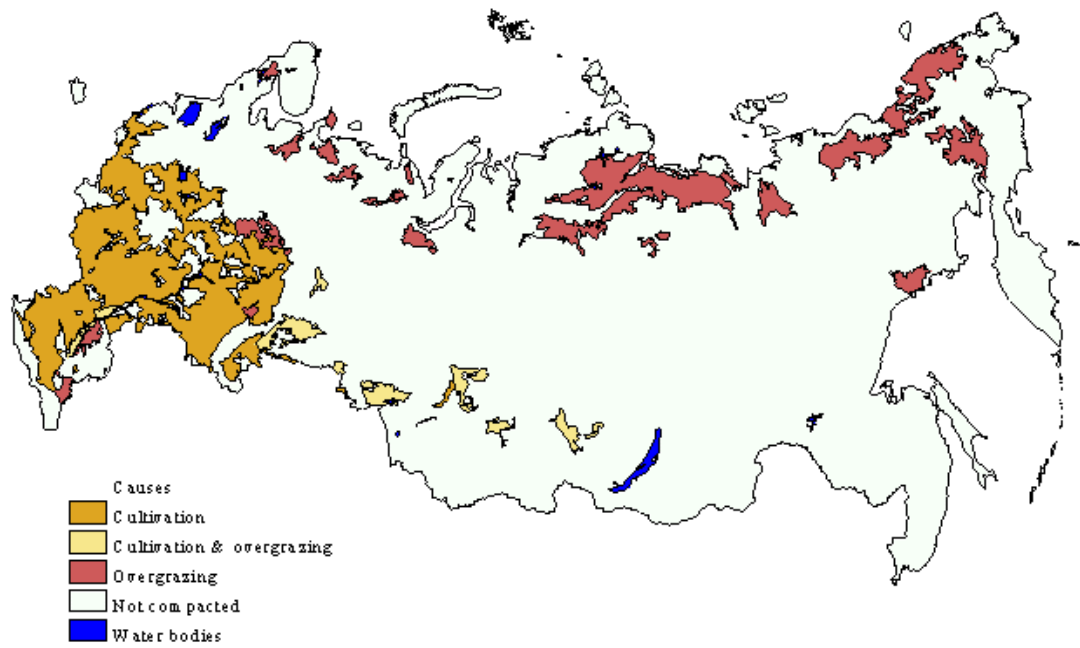 Causes
Cultivation
Cultivation & overgrazing
Overgrazing
Not compacted
Water bodies